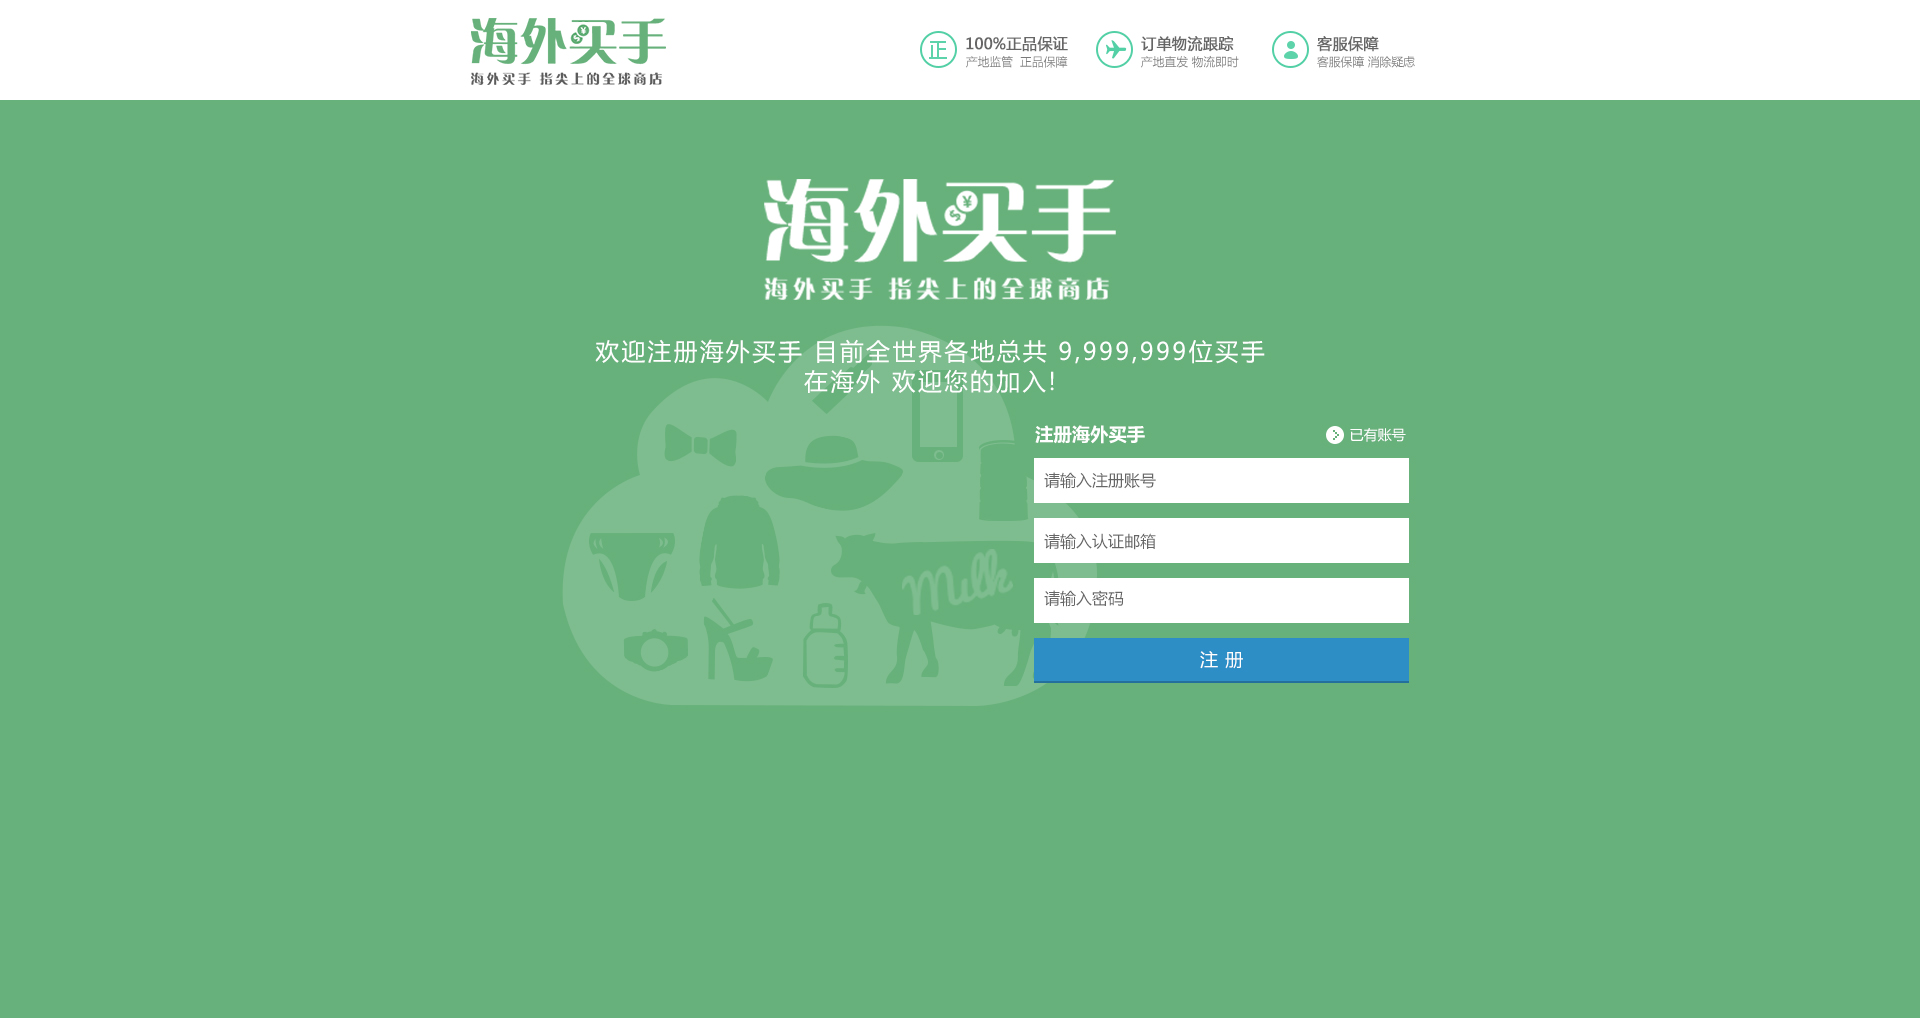 海外买手
海外买手 指尖上的全球商店
正
100%正品保证
产地监管 正品保障
订单物流跟踪
产地直发 物流即时
客服保障
客服保障 消除疑虑
海外买手
海外买手 指尖上的全球商店
欢迎注册海外买手 目前全世界各地总共 9,999,999位买手
在海外 欢迎您的加入!
注册海外买手
已有账号
请输入注册账号
请输入认证邮箱
请输入密码
注 册
Milk